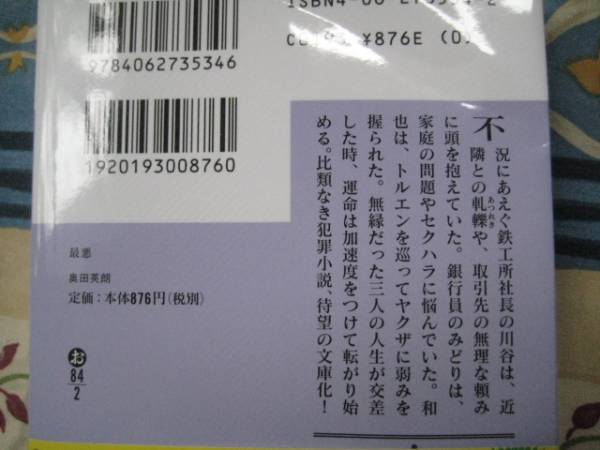 9784062735346
¥876E
1920193008760
最悪
奥田英朗
定価：本体876円（税別）
お
84
2
不況にあえぐ鉄工所社長の川谷は、近
隣との軋轢や、取引先の無理な頼み
に頭を抱えていた。銀行員のみどりは、
家庭の問題やセクハラに悩んでいた。和
也は、トルエンを巡ってヤクザに弱みを
握られた。無縁だった三人の人生が交差
した時、運命は加速度をつけて転がり始
める。比類なき犯罪小説、待望の文庫化！
あつれき